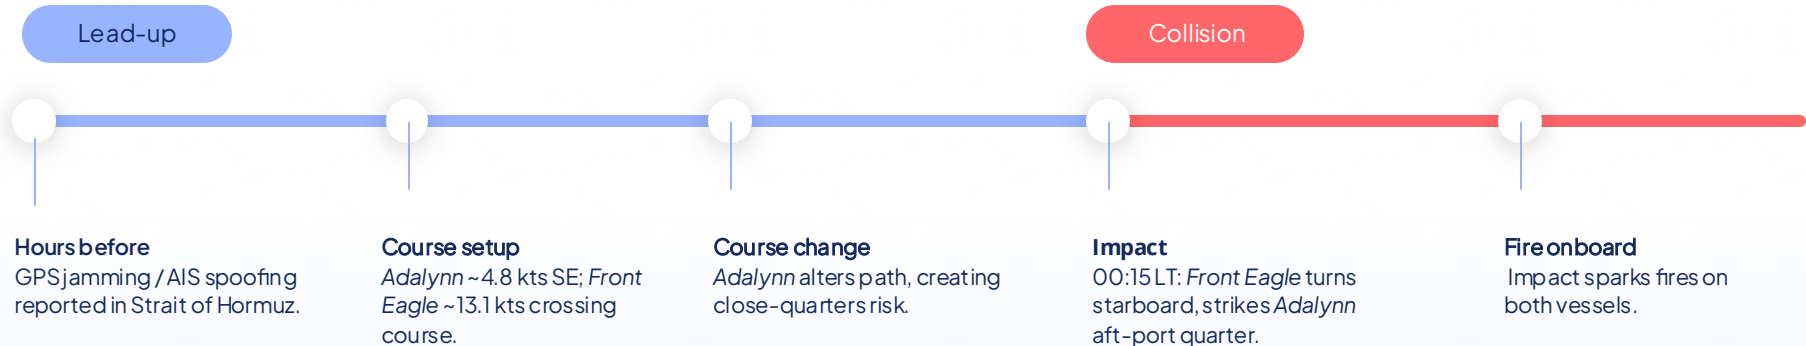 Lead-up
Collision
Hours before
GPS jamming / AIS spoofing
reported in Strait of Hormuz.
Course setup
Adalynn ~4.8 kts SE; Front
Eagle ~13.1 kts crossing
course.
Course change
Adalynn alters path, creating
close-quarters risk.
Impact
00:15 LT: Front Eagle turns
starboard, strikes Adalynn
aft-port quarter.
Fire onboard
Impact sparks fires on
both vessels.